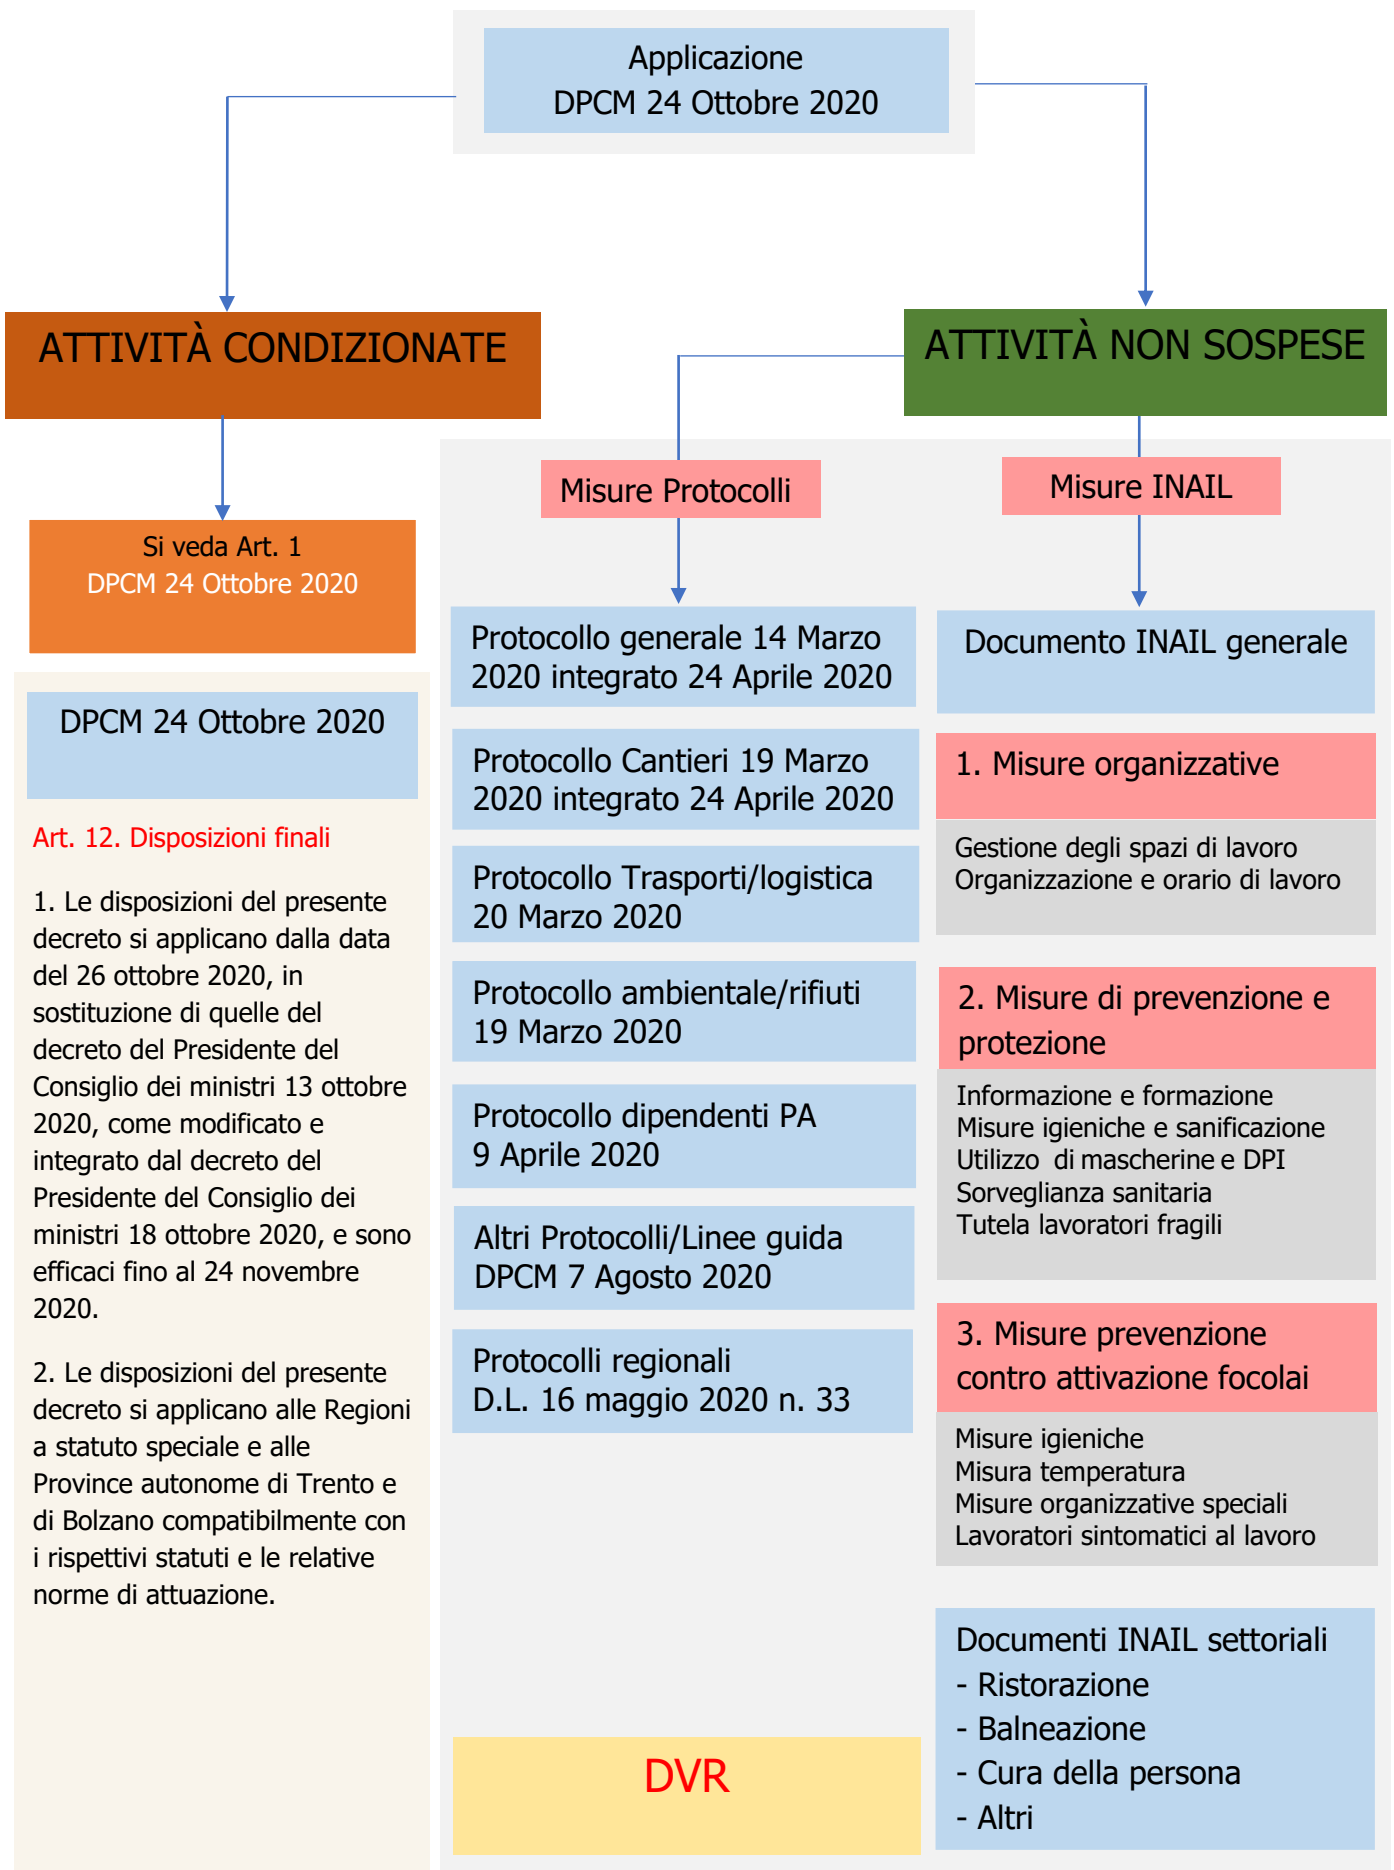 Applicazione
DPCM 24 Ottobre 2020
ATTIVITÀ CONDIZIONATE
ATTIVITÀ NON SOSPESE
Si veda Art. 1
DPCM 24 Ottobre 2020
DPCM 24 Ottobre 2020
Art. 12. Disposizioni finali
1. Le disposizioni del presente
decreto si applicano dalla data
del 26 ottobre 2020, in
sostituzione di quelle del
decreto del Presidente del
Consiglio dei ministri 13 ottobre
2020, come modificato e
integrato dal decreto del
Presidente del Consiglio dei
ministri 18 ottobre 2020, e sono
efficaci fino al 24 novembre
2020.
2. Le disposizioni del presente
decreto si applicano alle Regioni
a statuto speciale e alle
Province autonome di Trento e
di Bolzano compatibilmente con
i rispettivi statuti e le relative
norme di attuazione.
Misure Protocolli
Protocollo generale 14 Marzo
2020 integrato 24 Aprile 2020
Protocollo Cantieri 19 Marzo
2020 integrato 24 Aprile 2020
Protocollo Trasporti/logistica
20 Marzo 2020
Protocollo ambientale/rifiuti
19 Marzo 2020
Protocollo dipendenti PA
9 Aprile 2020
Altri Protocolli/Linee guida
DPCM 7 Agosto 2020
Protocolli regionali
D.L. 16 maggio 2020 n. 33
DVR
Misure INAIL
Documento INAIL generale
1. Misure organizzative
Gestione degli spazi di lavoro
Organizzazione e orario di lavoro
2. Misure di prevenzione e
protezione
Informazione e formazione
Misure igieniche e sanificazione
Utilizzo di mascherine e DPI
Sorveglianza sanitaria
Tutela lavoratori fragili
3. Misure prevenzione
contro attivazione focolai
Misure igieniche
Misura temperatura
Misure organizzative speciali
Lavoratori sintomatici al lavoro
Documenti INAIL settoriali
- Ristorazione
- Balneazione
- Cura della persona
- Altri